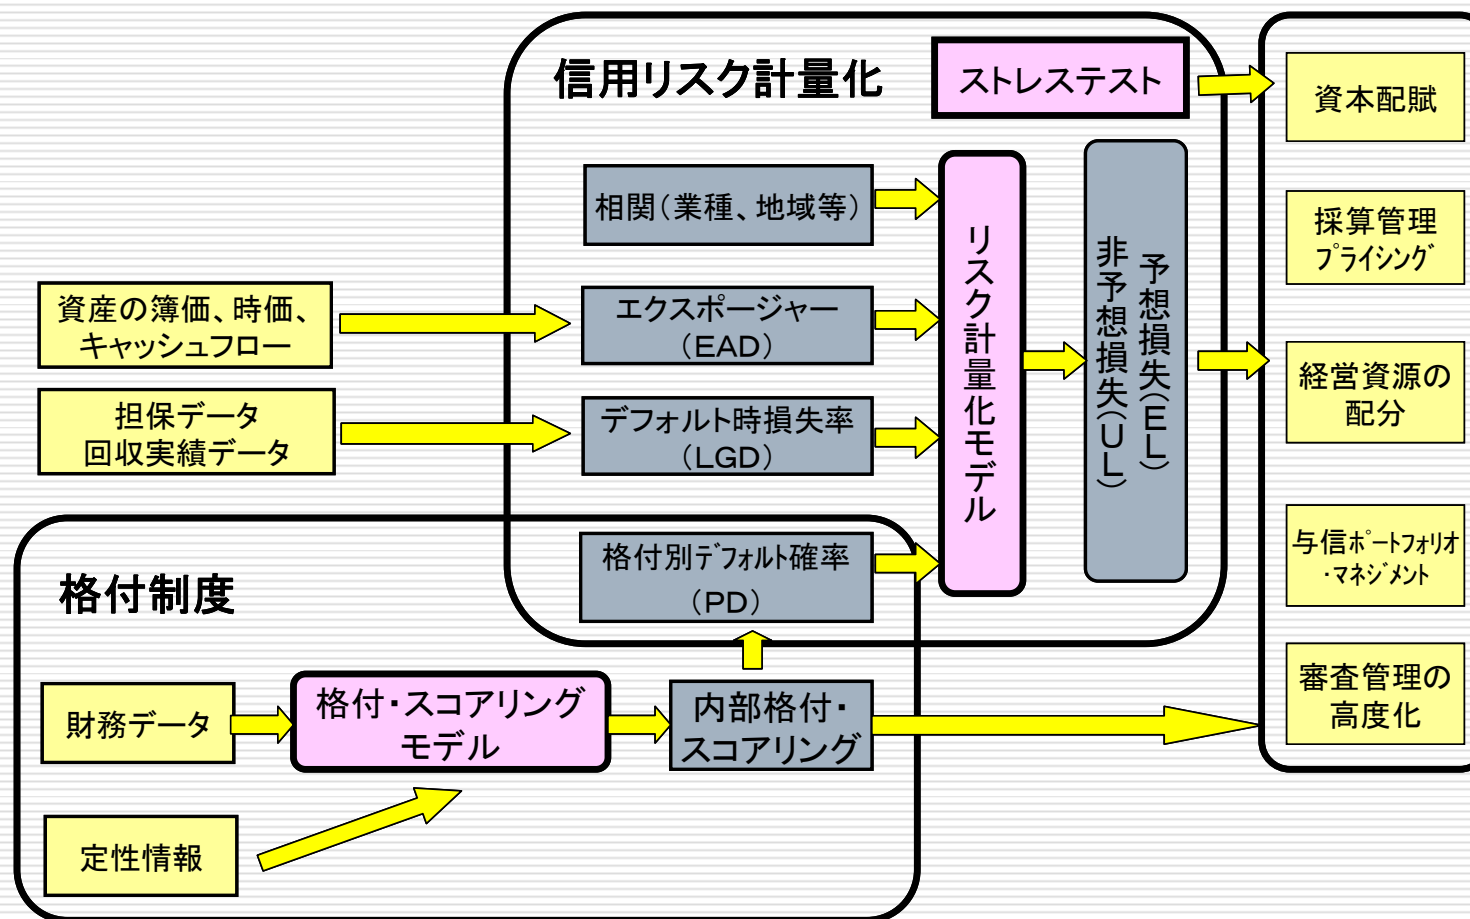 信用リスク計量化
ストレステスト
資本配賦
相関（業種、地域等）
採算管理
ﾌﾟﾗｲｼﾝｸﾞ
資産の簿価、時価、
キャッシュフロー
エクスポージャー
（EAD）
リスク計量化モデル
予想損失（EL）
非予想損失（UL）
経営資源の
配分
担保データ
回収実績データ
デフォルト時損失率
（LGD）
与信ﾎﾟｰﾄﾌｫﾘｵ
・ﾏﾈｼﾞﾒﾝﾄ
格付制度
格付別ﾃﾞﾌｫﾙﾄ確率
（PD）
審査管理の
高度化
財務データ
格付・スコアリング
モデル
内部格付・
スコアリング
定性情報